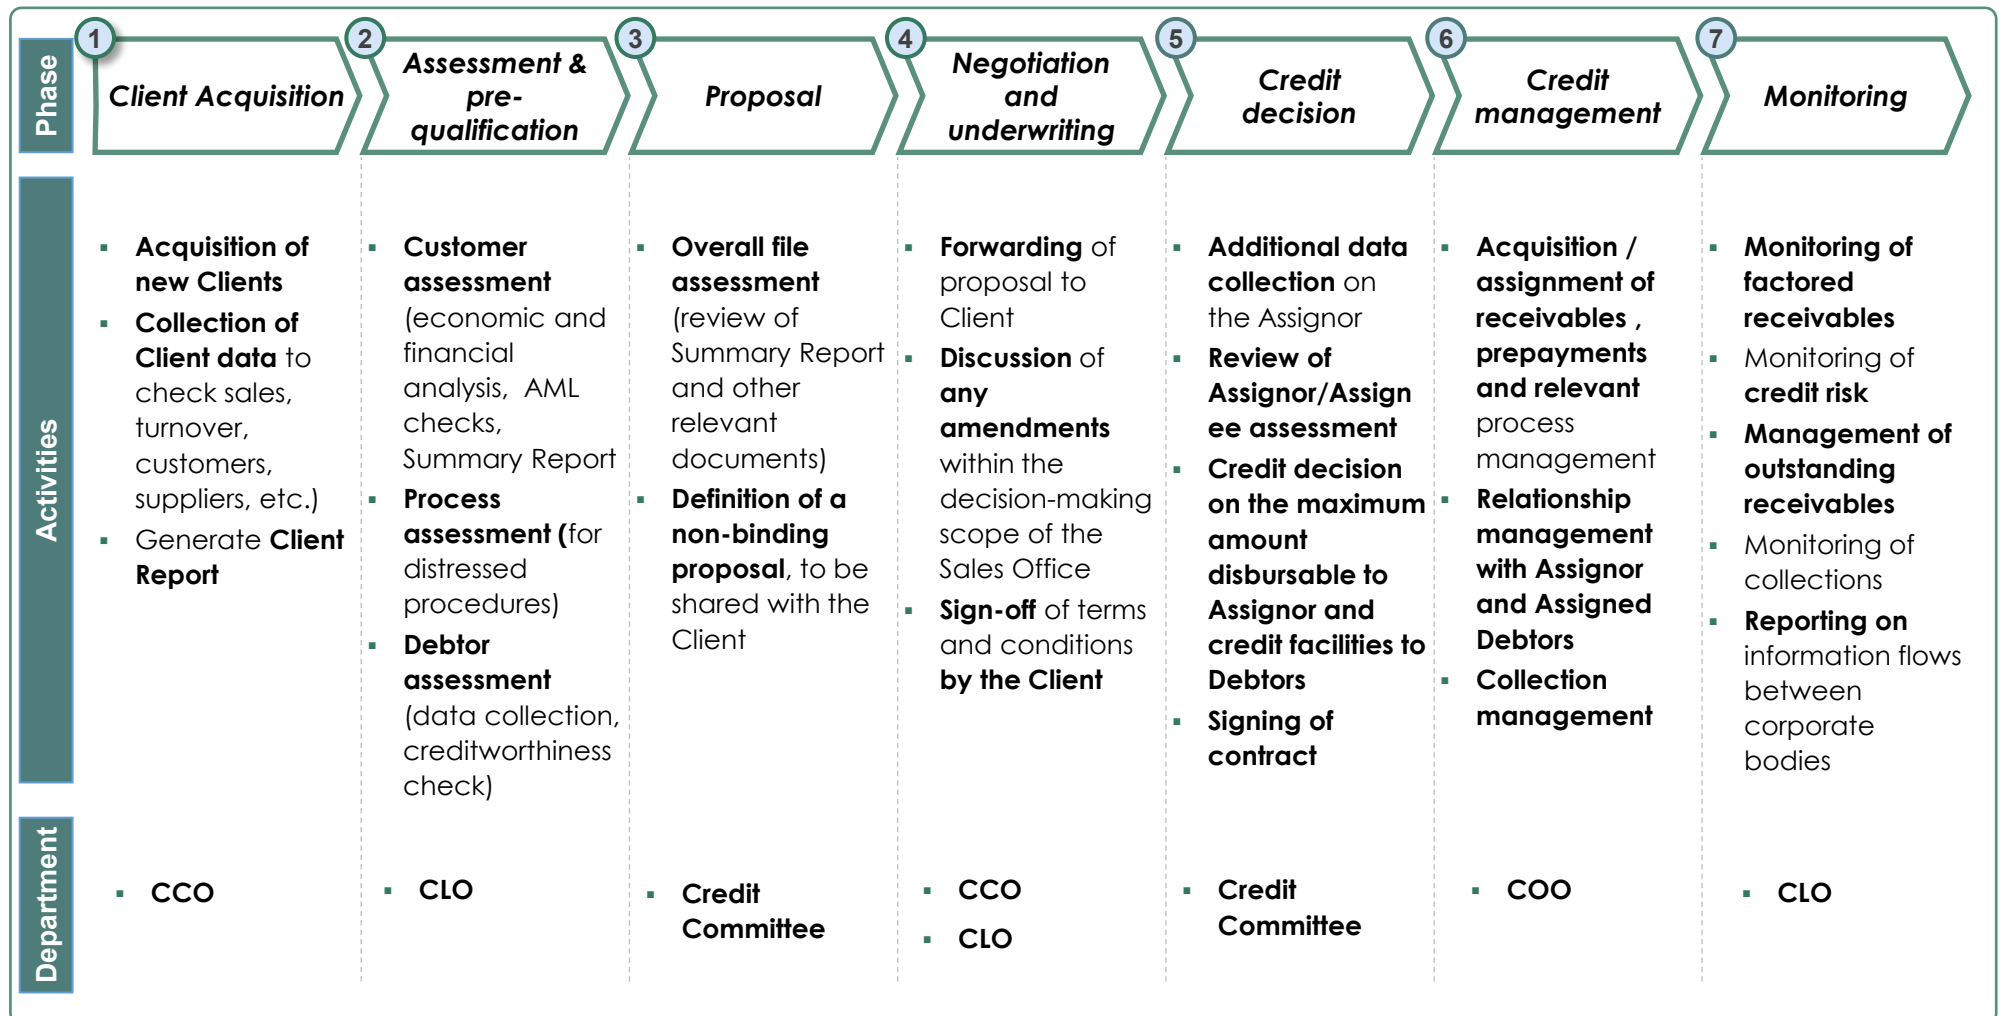 Phase
1
Client Acquisition
2
Assessment &
pre-
qualification
3
Proposal
4
Negotiation
and
underwriting
5
Credit
decision
6
Credit
management
7
Monitoring
Activities
▪ Acquisition of
new Clients
▪ Collection of
Client data to
check sales,
turnover,
customers,
suppliers, etc.)
▪ Generate Client
Report
▪ Customer
assessment
(economic and
financial
analysis, AML
checks,
Summary Report
▪ Process
assessment (for
distressed
procedures)
▪ Debtor
assessment
(data collection,
creditworthiness
check)
▪ Overall file
assessment
(review of
Summary Report
and other
relevant
documents)
▪ Definition of a
non-binding
proposal, to be
shared with the
Client
▪ Forwarding of
proposal to
Client
▪ Discussion of
any
amendments
within the
decision-making
scope of the
Sales Office
▪ Sign-off of terms
and conditions
by the Client
▪ Additional data
collection on
the Assignor
▪ Review of
Assignor/Assign
ee assessment
▪ Credit decision
on the maximum
amount
disbursable to
Assignor and
credit facilities to
Debtors
▪ Signing of
contract
▪ Acquisition /
assignment of
receivables ,
prepayments
and relevant
process
management
▪ Relationship
management
with Assignor
and Assigned
Debtors
▪ Collection
management
▪ Monitoring of
factored
receivables
▪ Monitoring of
credit risk
▪ Management of
outstanding
receivables
▪ Monitoring of
collections
▪ Reporting on
information flows
between
corporate
bodies
Department
▪ CCO
▪ CLO
▪ Credit
Committee
▪ CCO
▪ CLO
▪ Credit
Committee
▪ COO
▪ CLO